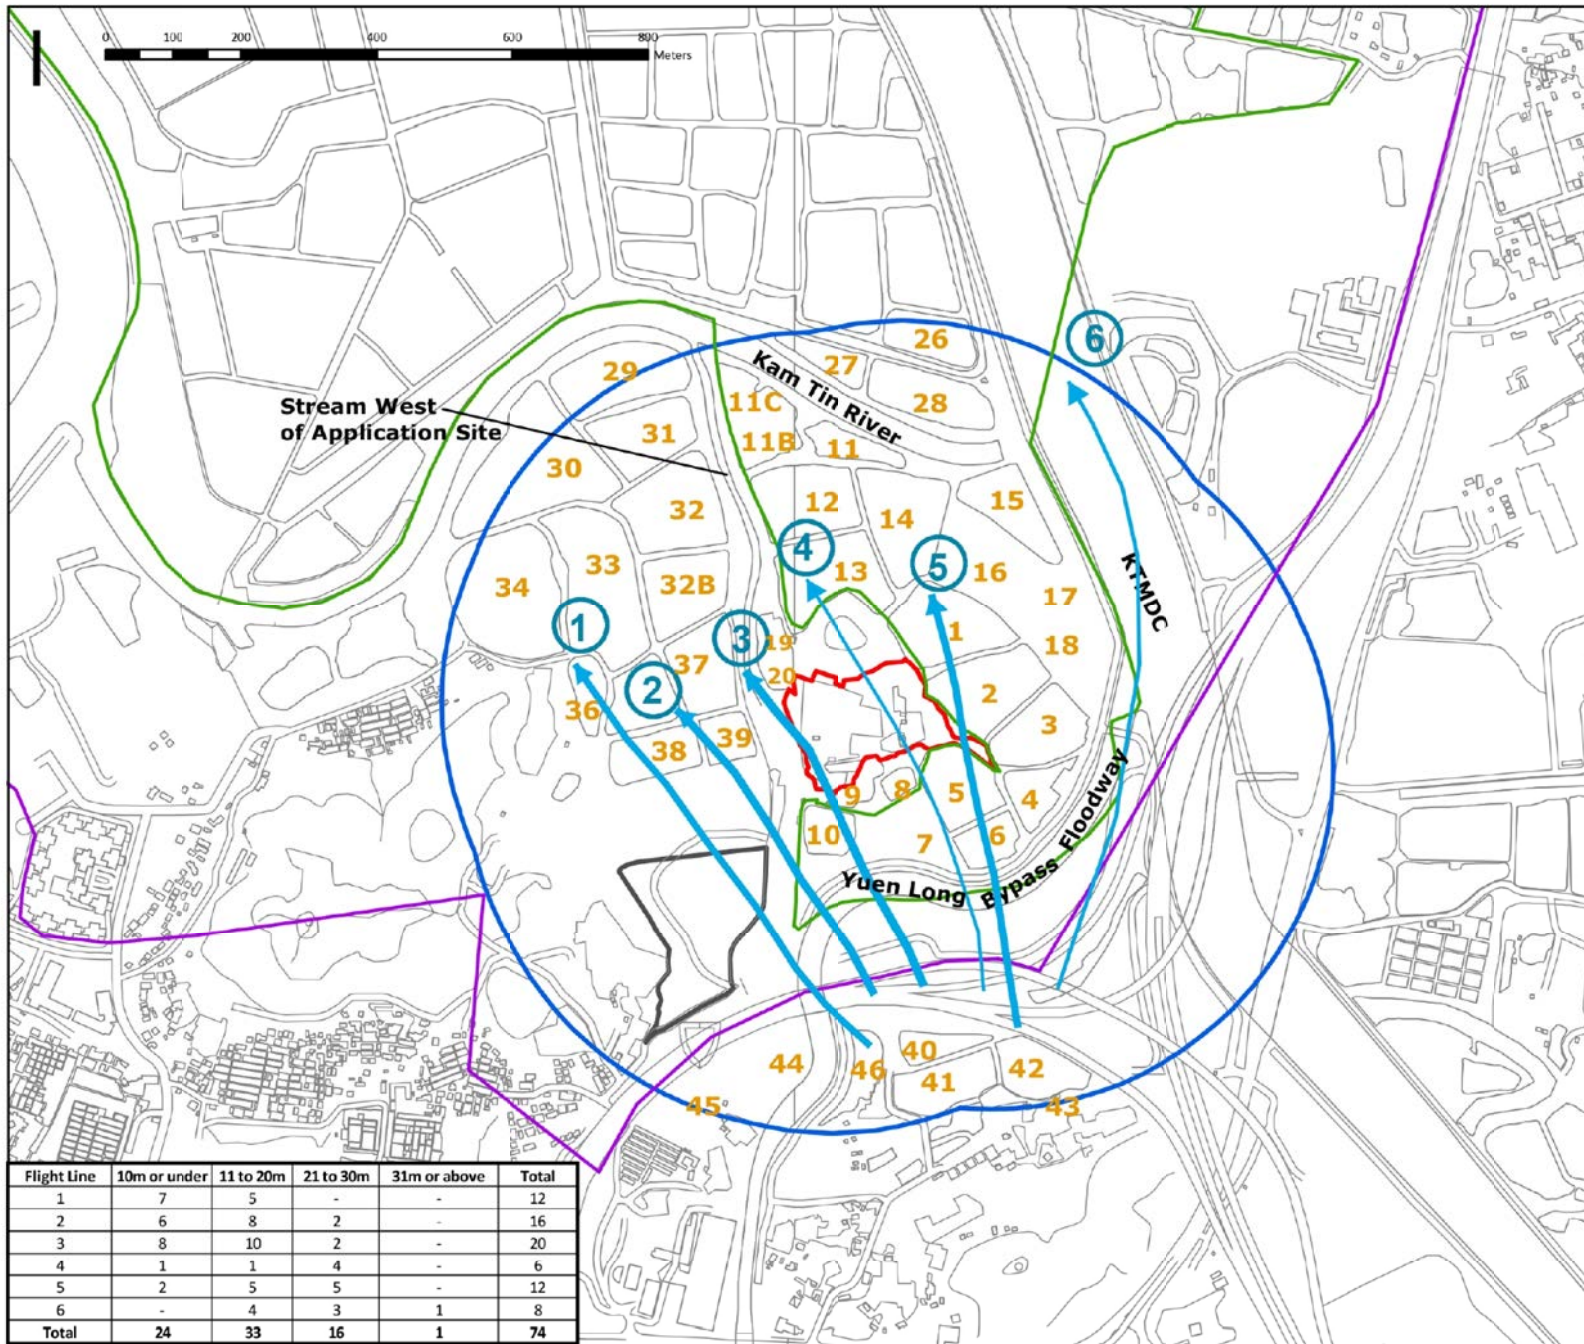 0 100 200 400 600 800
Meters
26
27
29
Kam Tin River
28
11C
Stream West
of Application Site
31
11B
11
30
12
15
32
14
4
5
33
13
16
34
32B
17
KTMDC
6
1
3
19
1
18
37
20
2
2
36
3
39
38
9
8
5
4
10
7
6
Yuen Long Bypass Floodway
44
46
40
42
41
45
43
Flight Line 10m or under 11 to 20m 21 to 30m 31m or above Total
1 7 5 - - 12
2 6 8 2 - 16
3 8 10 2 - 20
4 1 1 4 - 6
5 2 5 5 - 12
6 - 4 3 1 8
Total 24 33 16 1 74